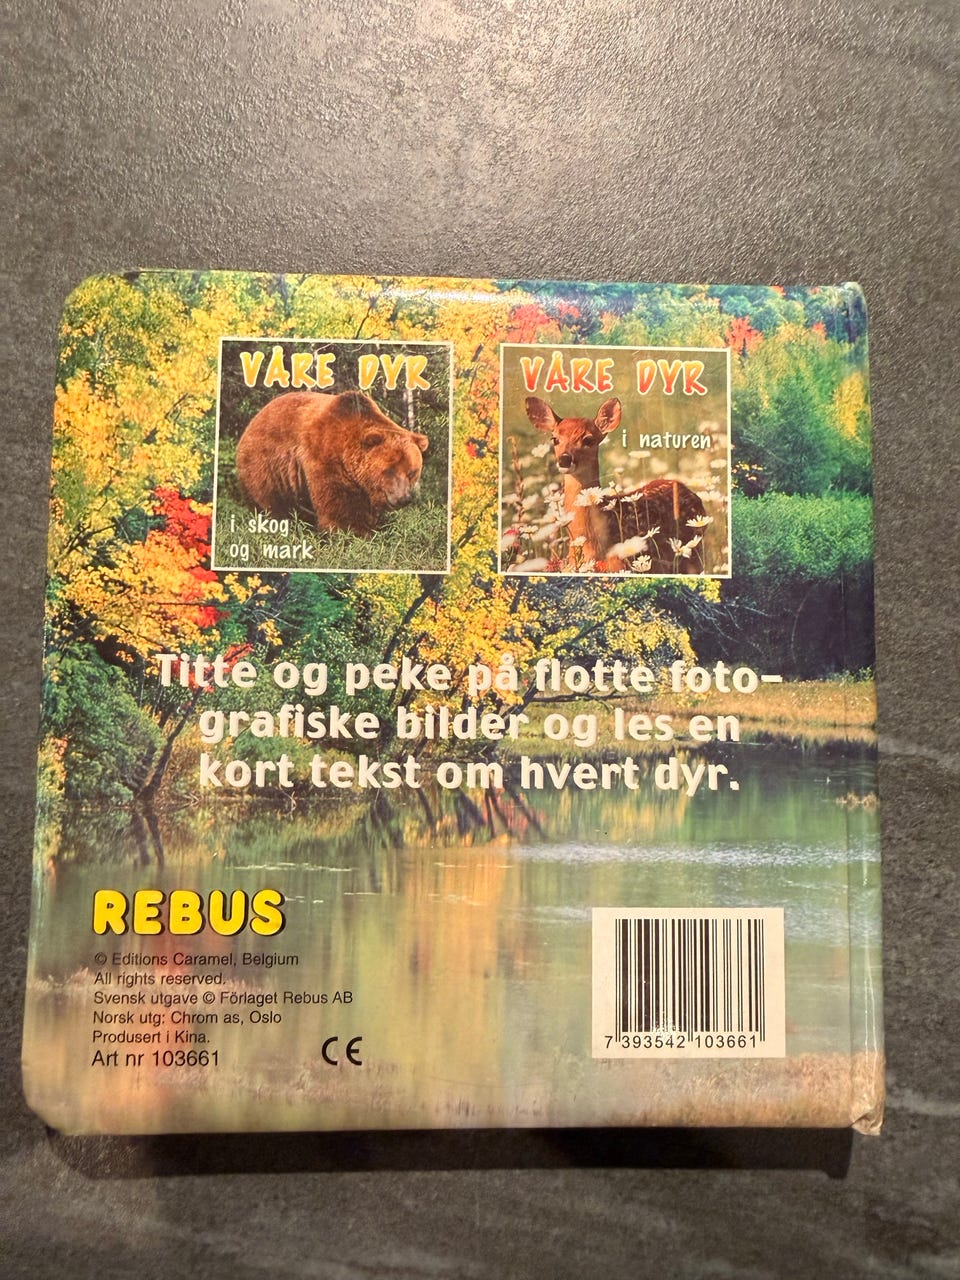 VÅRE DYR
i skog
og mark
VÅRE DYR
i naturen
Titte og peke på flotte foto-
grafiske bilder og les en
kort tekst om hvert dyr.
REBUS
© Editions Caramel, Belgium
All rights reserved.
Svensk utgave © Förlaget Rebus AB
Norsk utg: Chrom as, Oslo
Produsert i Kina.
Art nr 103661
CE
7 393542 103661